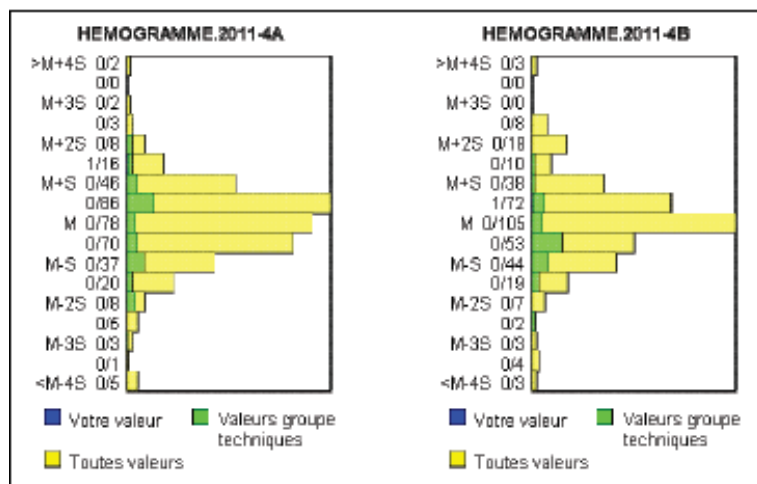 HEMOGRAMME.2011-4A
>M+4S 0/2
0/0
M+3S 0/2
0/3
M+2S 0/8
1/16
M+S 0/46
0/86
M 0/78
0/70
M-S 0/37
0/20
M-2S 0/8
0/6
M-3S 0/3
0/1
<M-4S 0/5
Votre valeur
Valeurs groupe
techniques
Toutes valeurs
HEMOGRAMME.2011-4B
>M+4S 0/3
0/0
M+3S 0/0
0/8
M+2S 0/18
0/10
M+S 0/38
1/72
M 0/105
0/53
M-S 0/44
0/19
M-2S 0/7
0/2
M-3S 0/3
0/4
<M-4S 0/3
Votre valeur
Valeurs groupe
techniques
Toutes valeurs